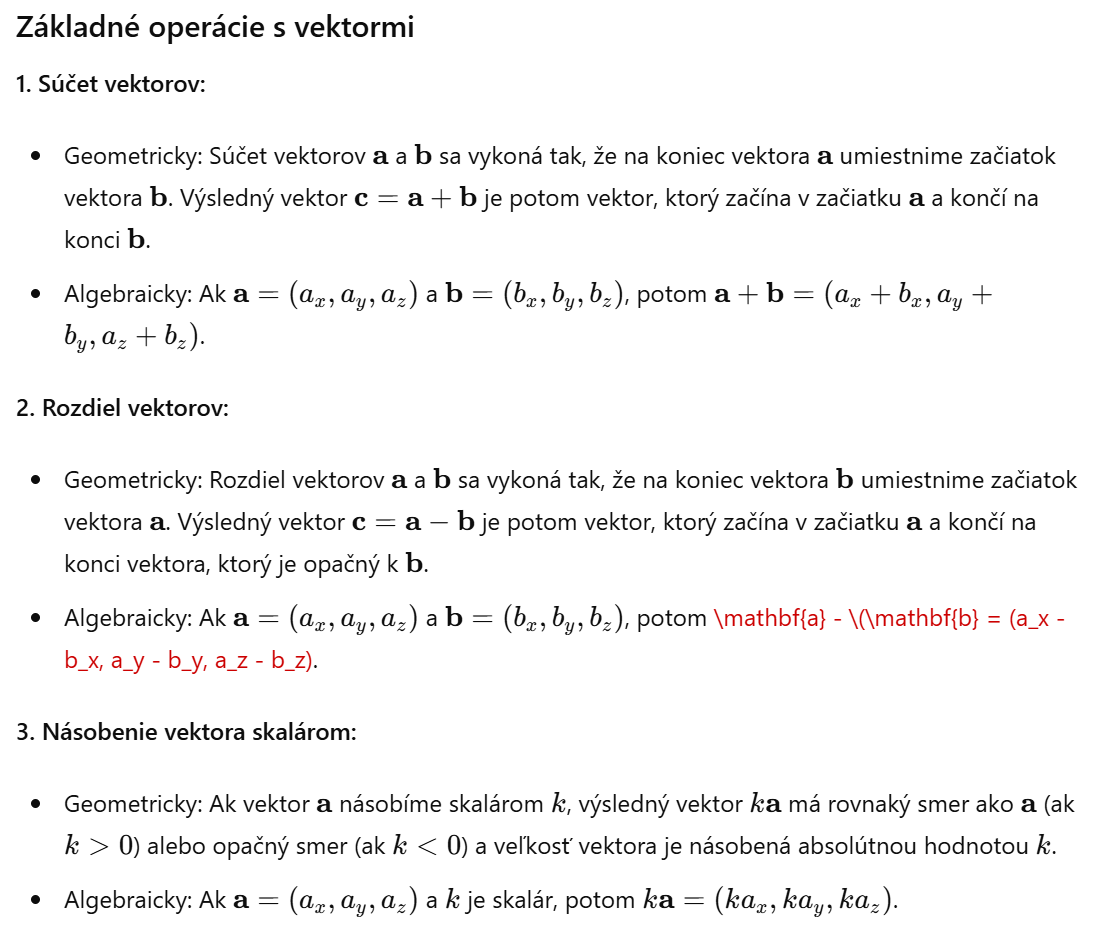 Základné operácie s vektormi
1. Súčet vektorov:
• Geometricky: Súčet vektorov a a b sa vykoná tak, že na koniec vektora a umiestnime začiatok
vektora b. Výsledný vektor c = a + b je potom vektor, ktorý začína v začiatku a a končí na
konci b.
• Algebraicky: Ak a = (a_x, a_y, a_z) a b = (b_x, b_y, b_z), potom a + b = (a_x + b_x, a_y +
b_y, a_z + b_z).
2. Rozdiel vektorov:
• Geometricky: Rozdiel vektorov a a b sa vykoná tak, že na koniec vektora b umiestnime začiatok
vektora a. Výsledný vektor c = a − b je potom vektor, ktorý začína v začiatku a a končí na
konci vektora, ktorý je opačný k b.
• Algebraicky: Ak a = (a_x, a_y, a_z) a b = (b_x, b_y, b_z), potom \mathbf{a} - \(\mathbf{b} = (a_x -
b_x, a_y - b_y, a_z - b_z).
3. Násobenie vektora skalárom:
• Geometricky: Ak vektor a násobíme skalárom k, výsledný vektor ka má rovnaký smer ako a (ak
k > 0) alebo opačný smer (ak k < 0) a veľkosť vektora je násobená absolútnou hodnotou k.
• Algebraicky: Ak a = (a_x, a_y, a_z) a k je skalár, potom ka = (ka_x, ka_y, ka_z).